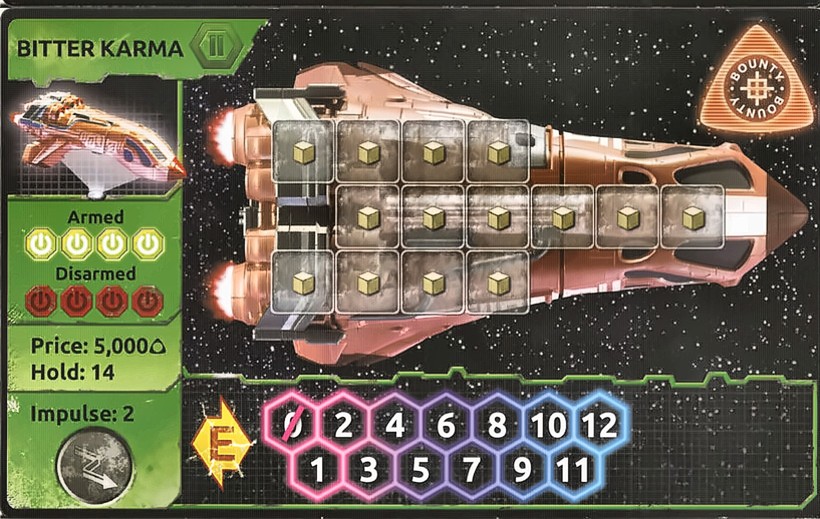 BITTER KARMA II
BOUNTY
BOUNTY
Armed
Disarmed
Price: 5,000
Hold: 14
Impulse: 2
E
0 2 4 6 8 10 12
1 3 5 7 9 11